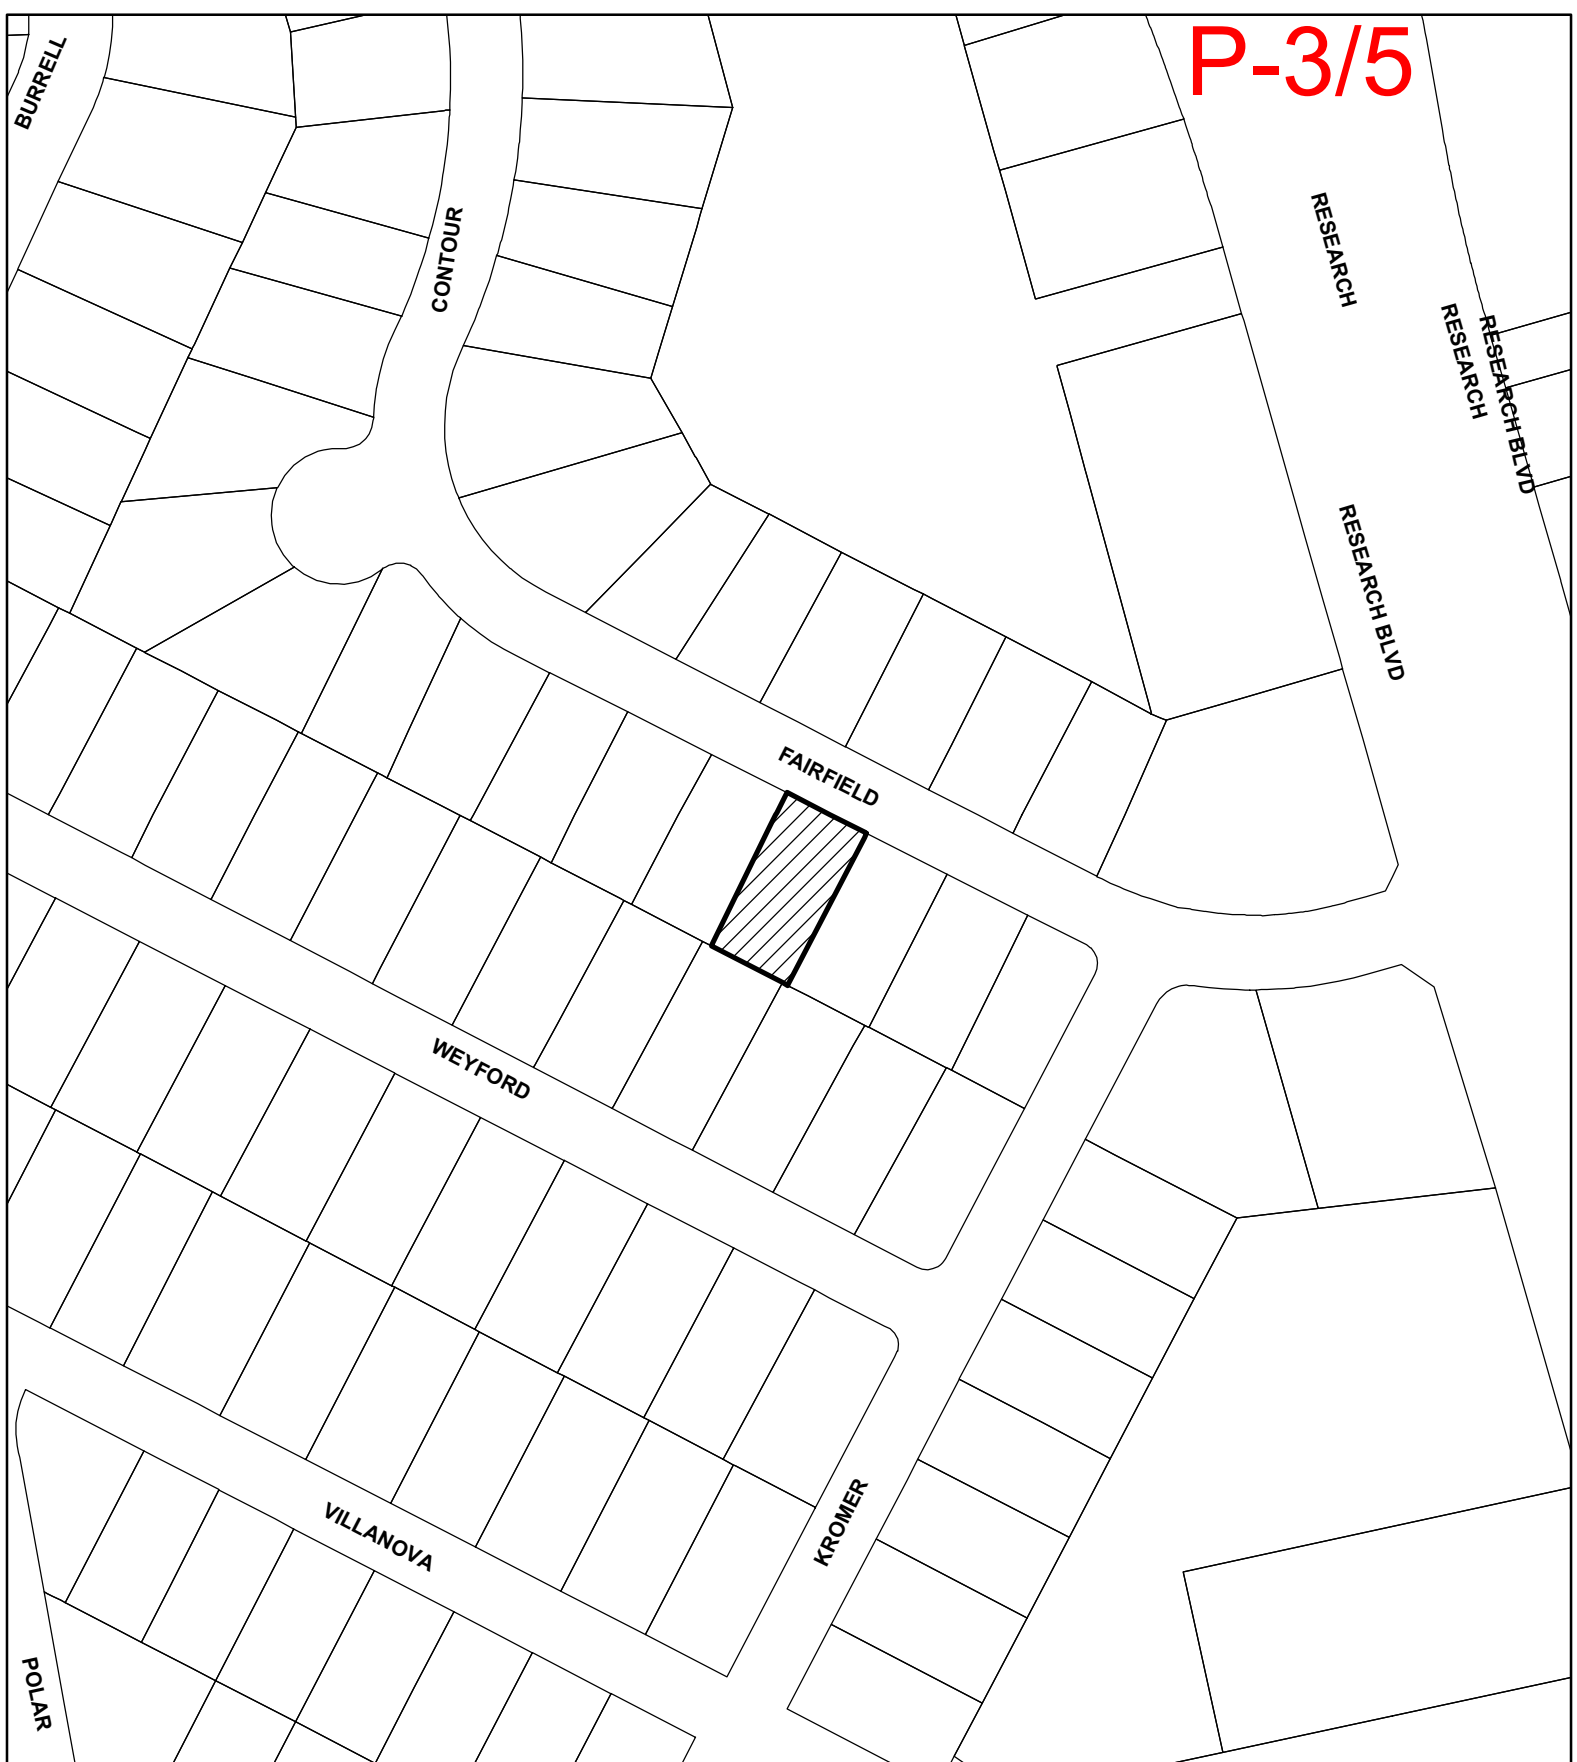 P-3/5
BURRELL
CONTOUR
RESEARCH
RESEARCH
RESEARCH BLVD
RESEARCH BLVD
FAIRFIELD
WEYFORD
VILLANOVA
KROMER
POLAR